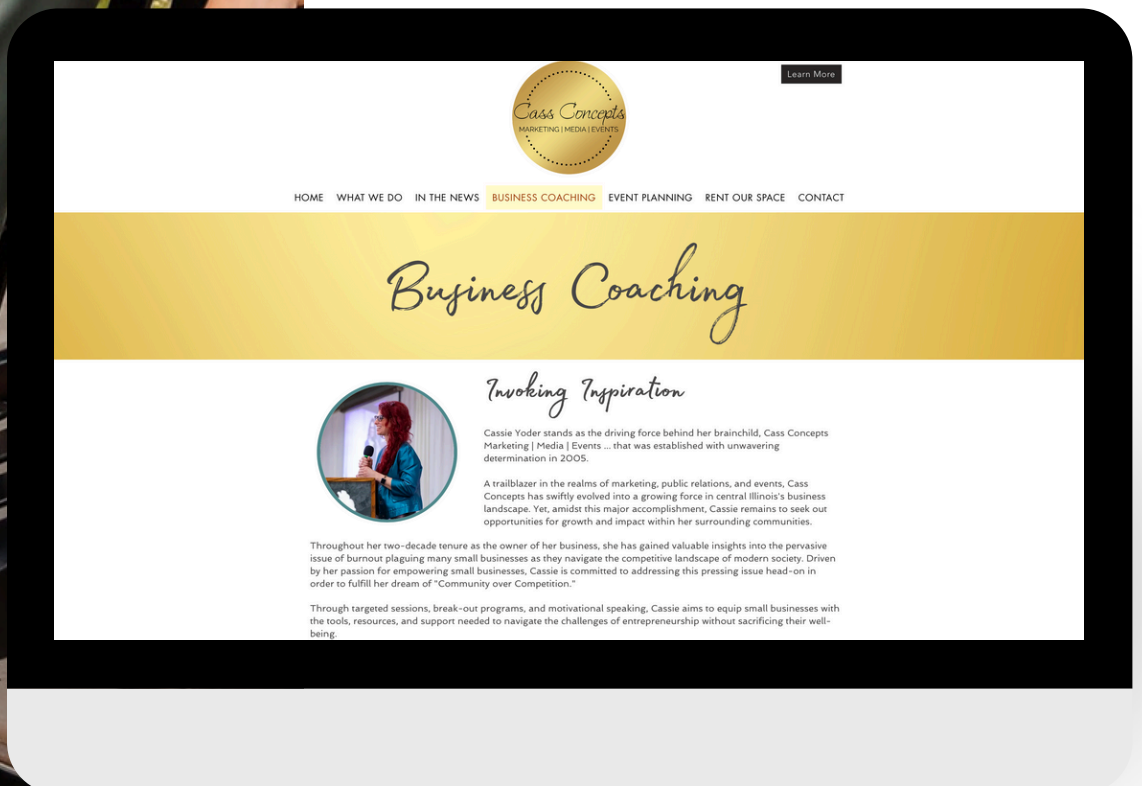 Learn More
Cass Concepts
MARKETING | MEDIA | EVENTS
HOME WHAT WE DO IN THE NEWS BUSINESS COACHING EVENT PLANNING RENT OUR SPACE CONTACT
Business Coaching
Invoking Inspiration
Cassie Yoder stands as the driving force behind her brainchild, Cass Concepts
Marketing | Media | Events ... that was established with unwavering
determination in 2005.
A trailblazer in the realms of marketing, public relations, and events, Cass
Concepts has swiftly evolved into a growing force in central Illinois's business
landscape. Yet, amidst this major accomplishment, Cassie remains to seek out
opportunities for growth and impact within her surrounding communities.
Throughout her two-decade tenure as the owner of her business, she has gained valuable insights into the pervasive
issue of burnout plaguing many small businesses as they navigate the competitive landscape of modern society. Driven
by her passion for empowering small businesses, Cassie is committed to addressing this pressing issue head-on in
order to fulfill her dream of "Community over Competition."
Through targeted sessions, break-out programs, and motivational speaking, Cassie aims to equip small businesses with
the tools, resources, and support needed to navigate the challenges of entrepreneurship without sacrificing their well-
being.